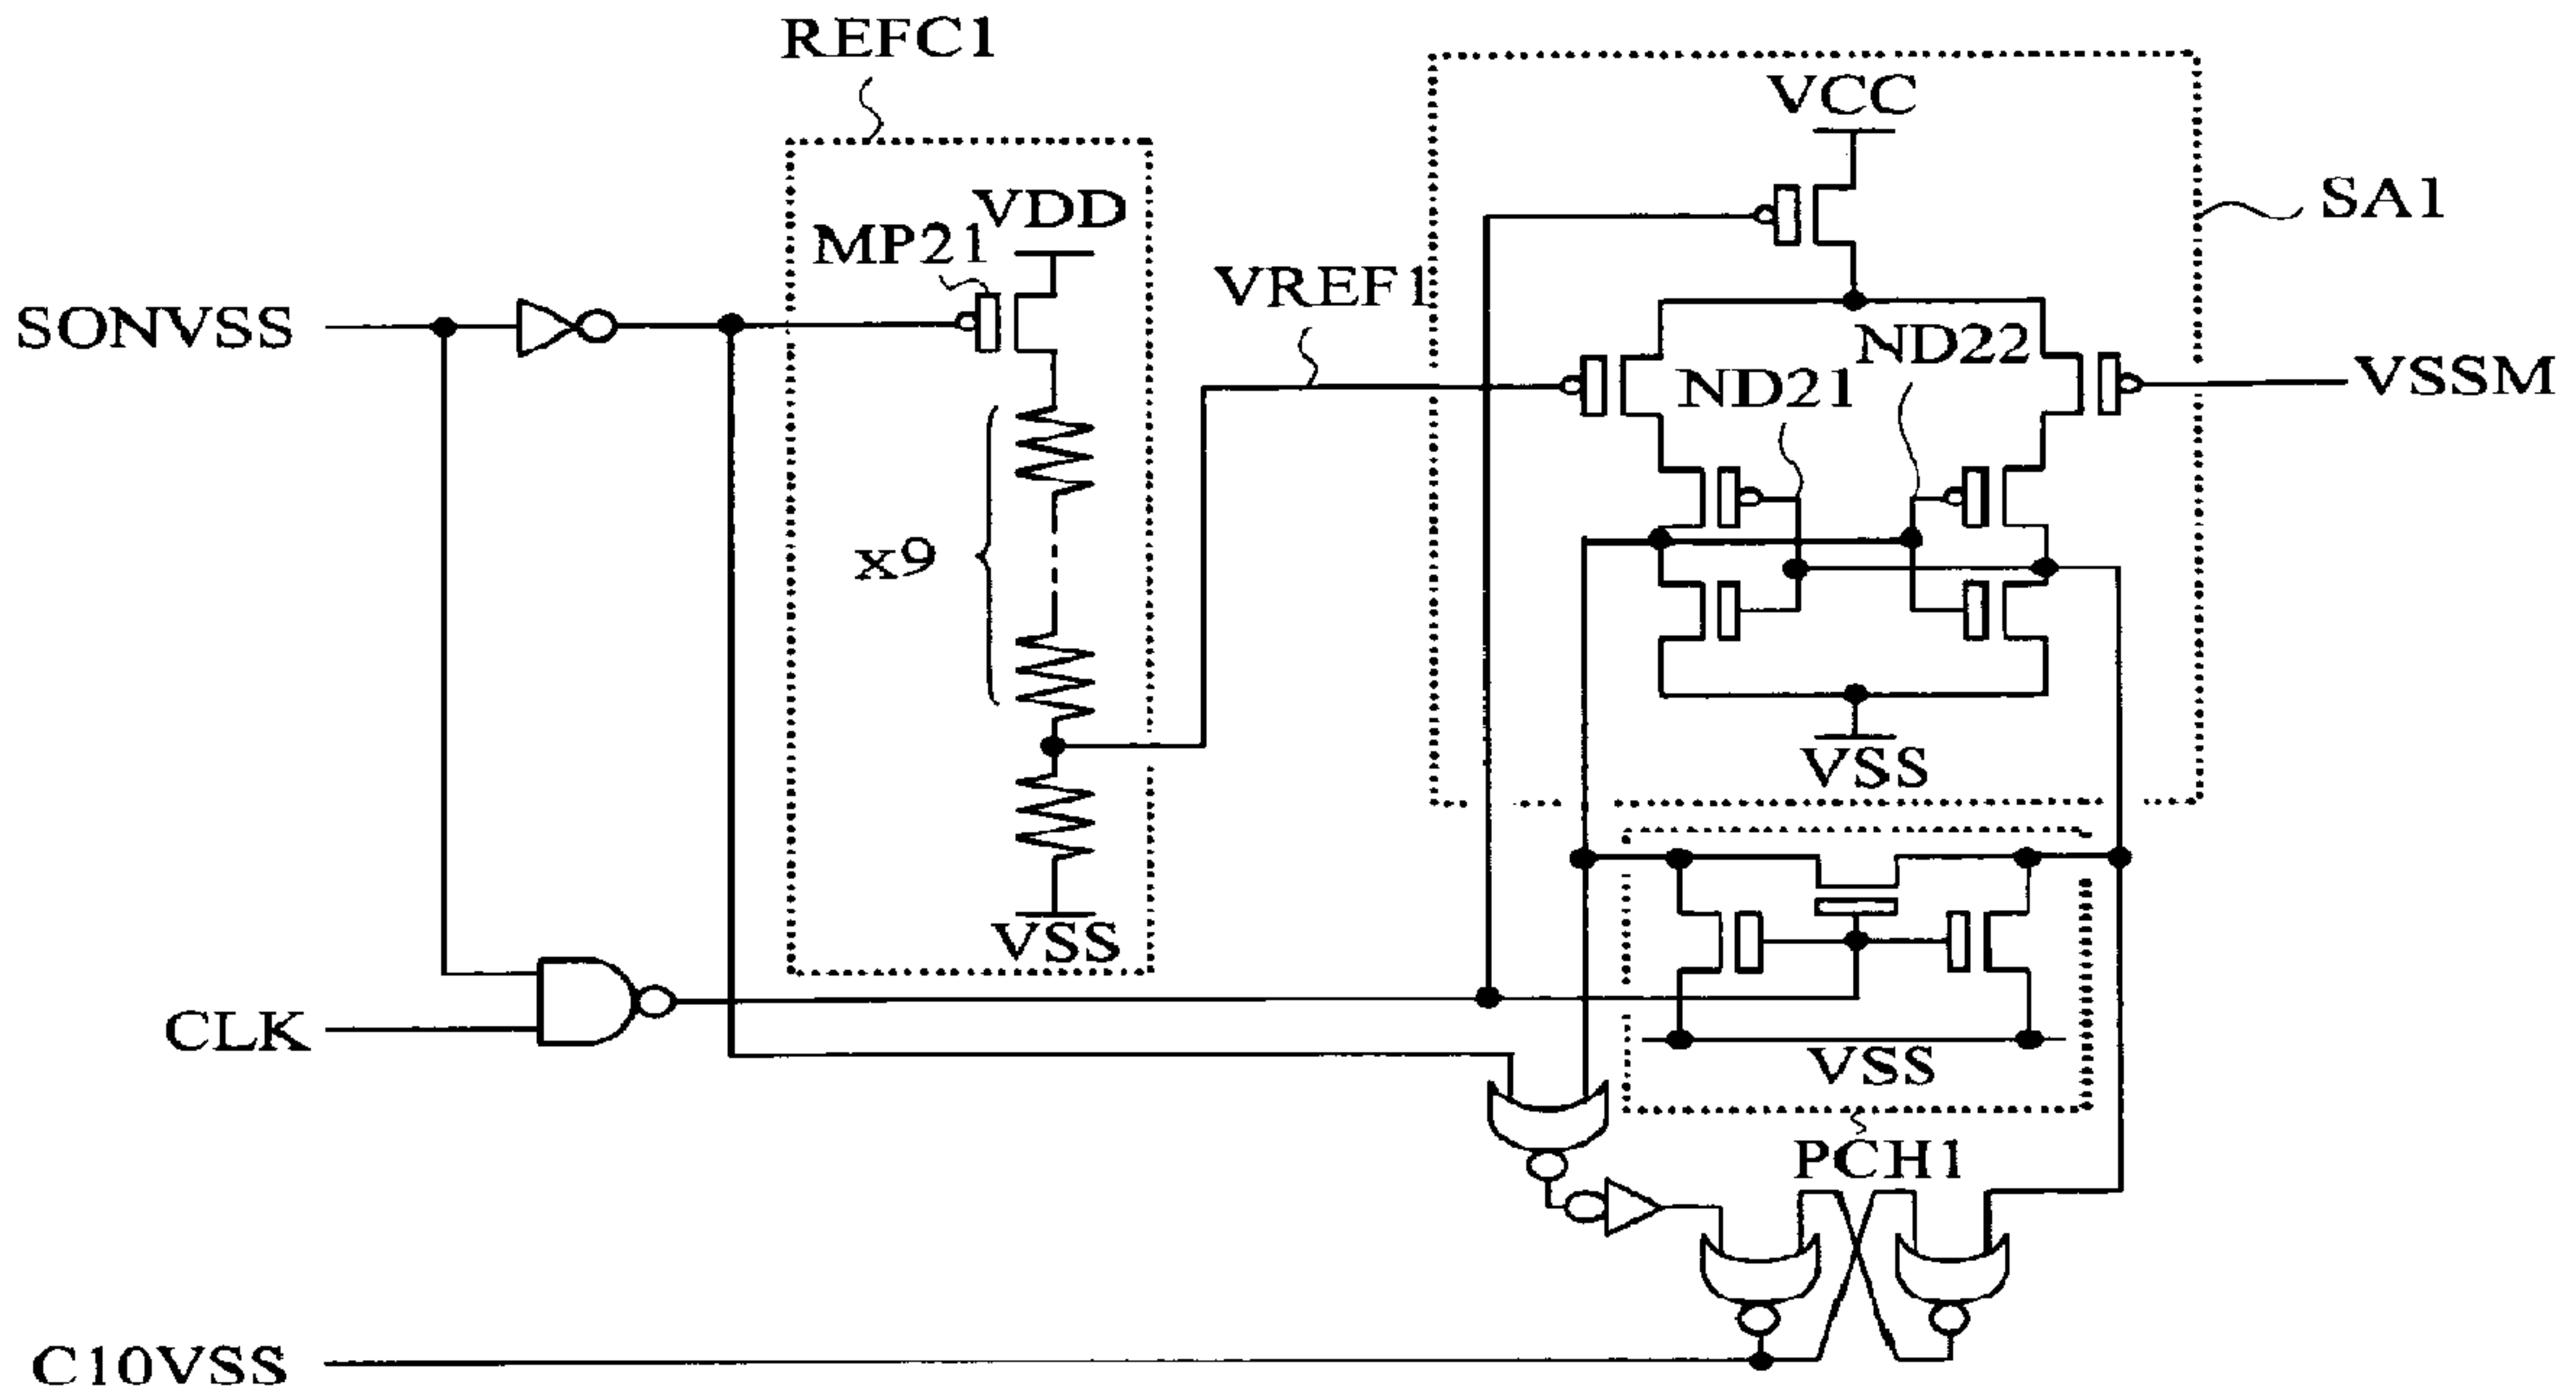 REFC1
VCC
SA1
VDD
MP21
VREF1
SONVSS
ND22
ND21
VSSM
x9
VSS
VSS
CLK
VSS
PCH1
C10VSS